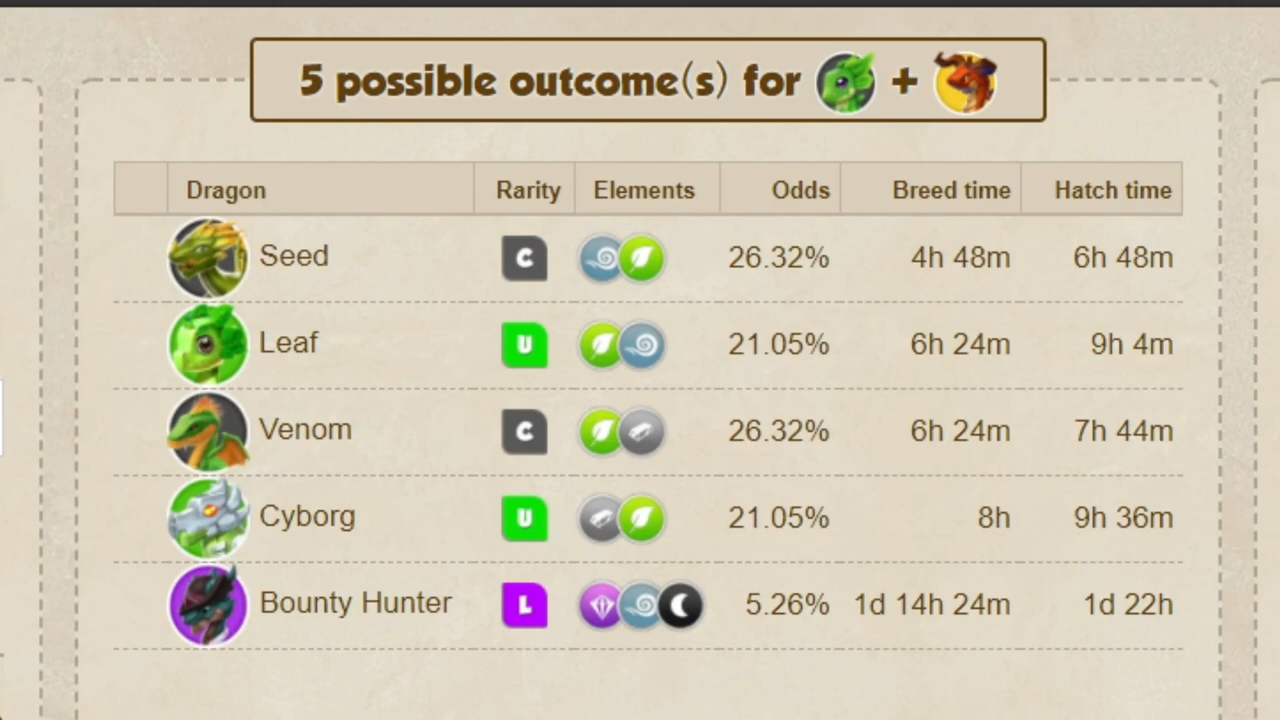 5 possible outcome(s) for +
Dragon Rarity Elements Odds Breed time Hatch time
Seed C 26.32% 4h 48m 6h 48m
Leaf U 21.05% 6h 24m 9h 4m
Venom C 26.32% 6h 24m 7h 44m
Cyborg U 21.05% 8h 9h 36m
Bounty Hunter L 5.26% 1d 14h 24m 1d 22h